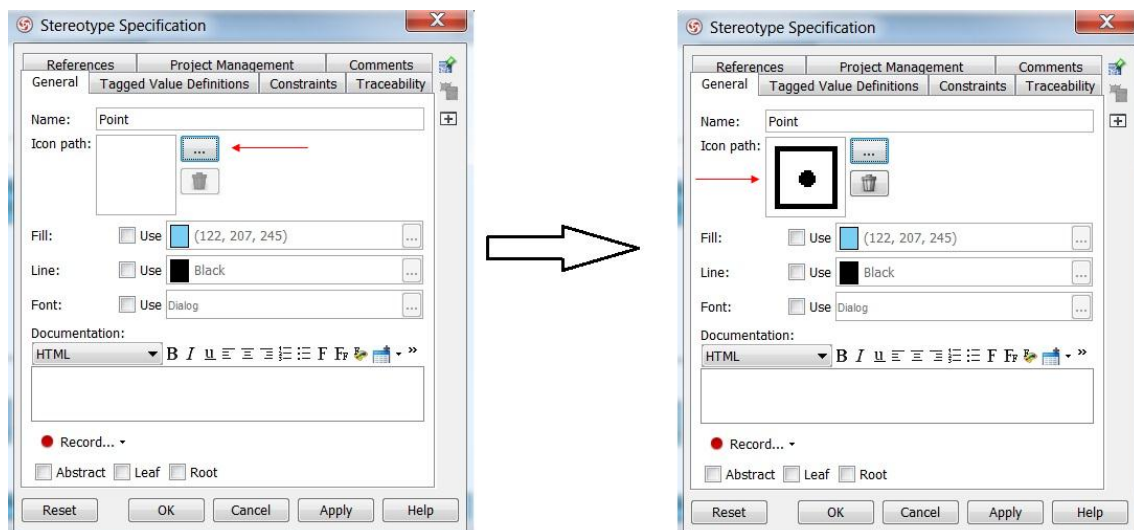 Stereotype Specification
X
References Project Management Comments
General Tagged Value Definitions Constraints Traceability
Name: Point
Icon path: ...
Fill: Use (122, 207, 245) ...
Line: Use Black ...
Font: Use Dialog ...
Documentation:
HTML B I u F FF »
Record...
Abstract Leaf Root
Reset OK Cancel Apply Help
Stereotype Specification
X
References Project Management Comments
General Tagged Value Definitions Constraints Traceability
Name: Point
Icon path: ...
Fill: Use (122, 207, 245) ...
Line: Use Black ...
Font: Use Dialog ...
Documentation:
HTML B I u F FF »
Record...
Abstract Leaf Root
Reset OK Cancel Apply Help